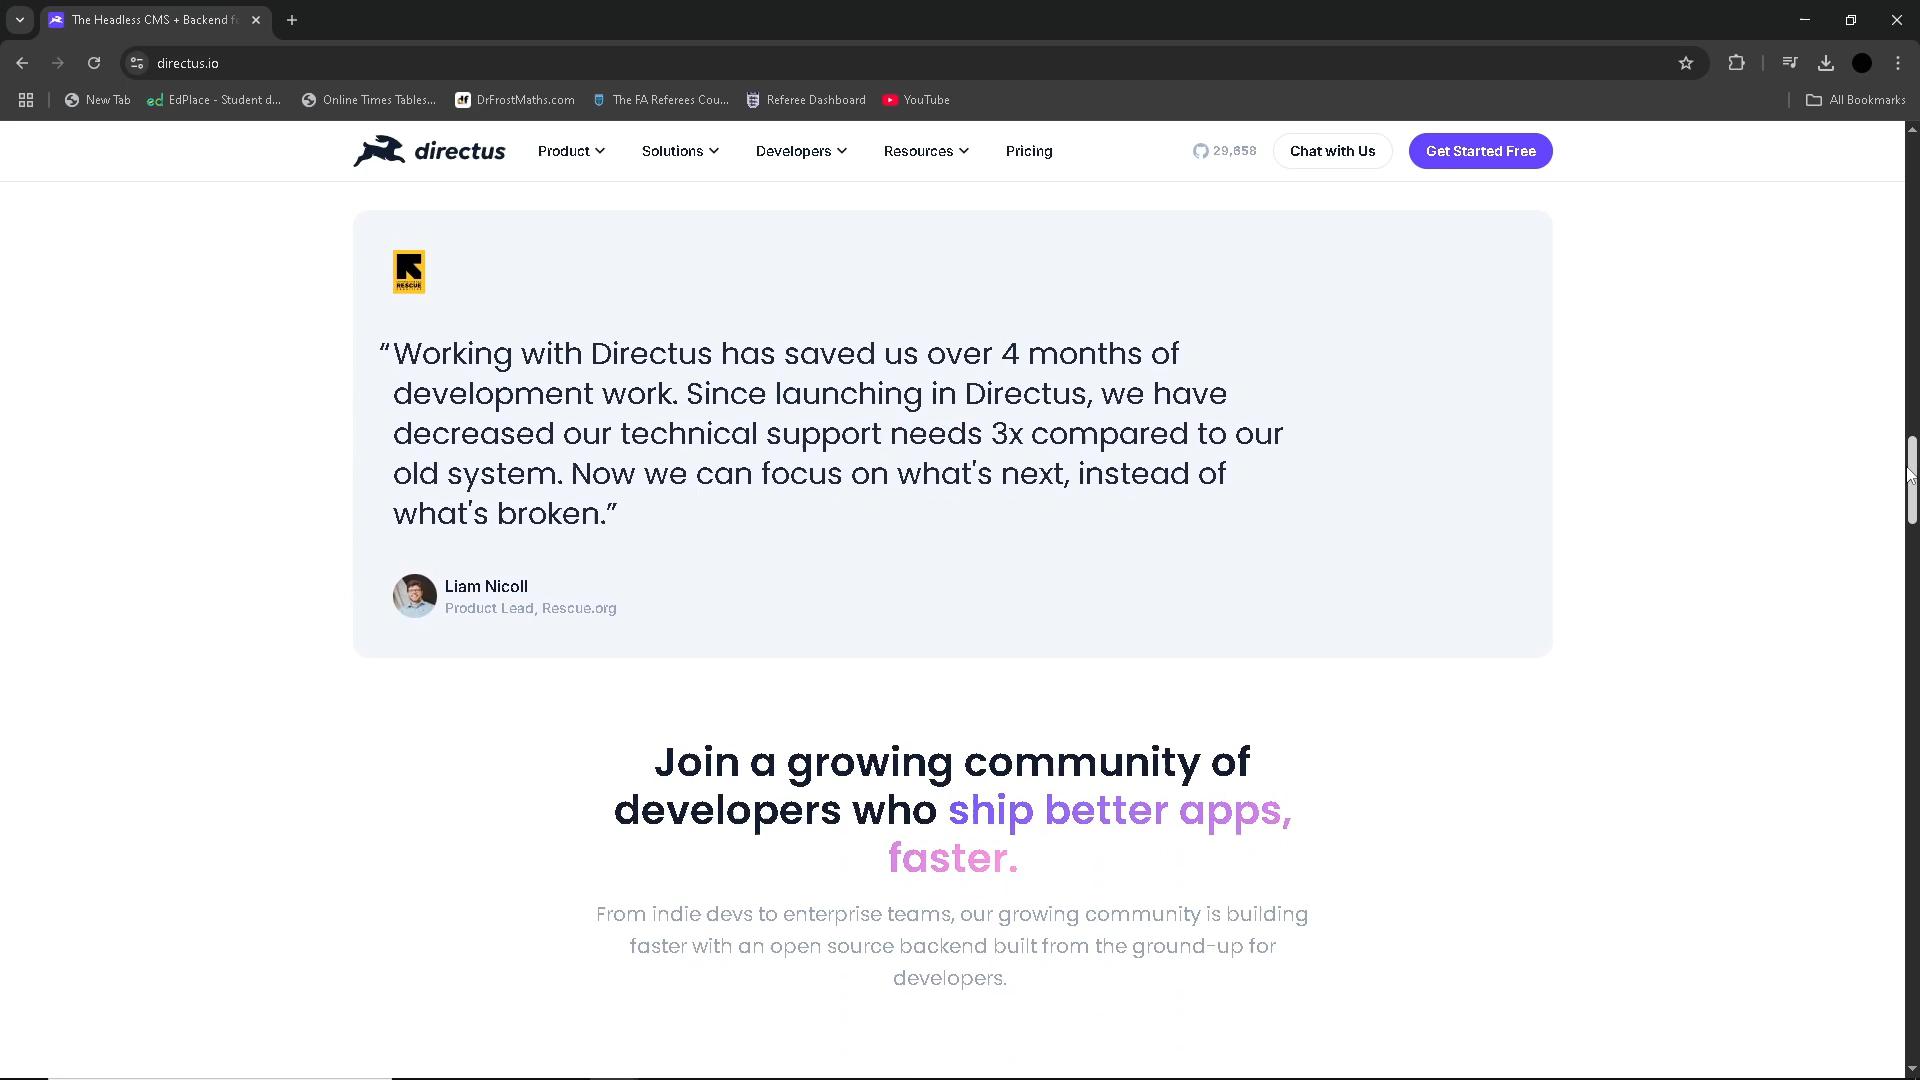 The Headless CMS + Backend f
directus.io
New Tab
EdPlace - Student d...
Online Times Tables...
DrFrostMaths.com
The FA Referees Cou...
Referee Dashboard
YouTube
All Bookmarks
directus
Product
Solutions
Developers
Resources
Pricing
29,658
Chat with Us
Get Started Free
RESCUE
“Working with Directus has saved us over 4 months of
development work. Since launching in Directus, we have
decreased our technical support needs 3x compared to our
old system. Now we can focus on what's next, instead of
what's broken.”
Liam Nicoll
Product Lead, Rescue.org
Join a growing community of
developers who ship better apps,
faster.
From indie devs to enterprise teams, our growing community is building
faster with an open source backend built from the ground-up for
developers.